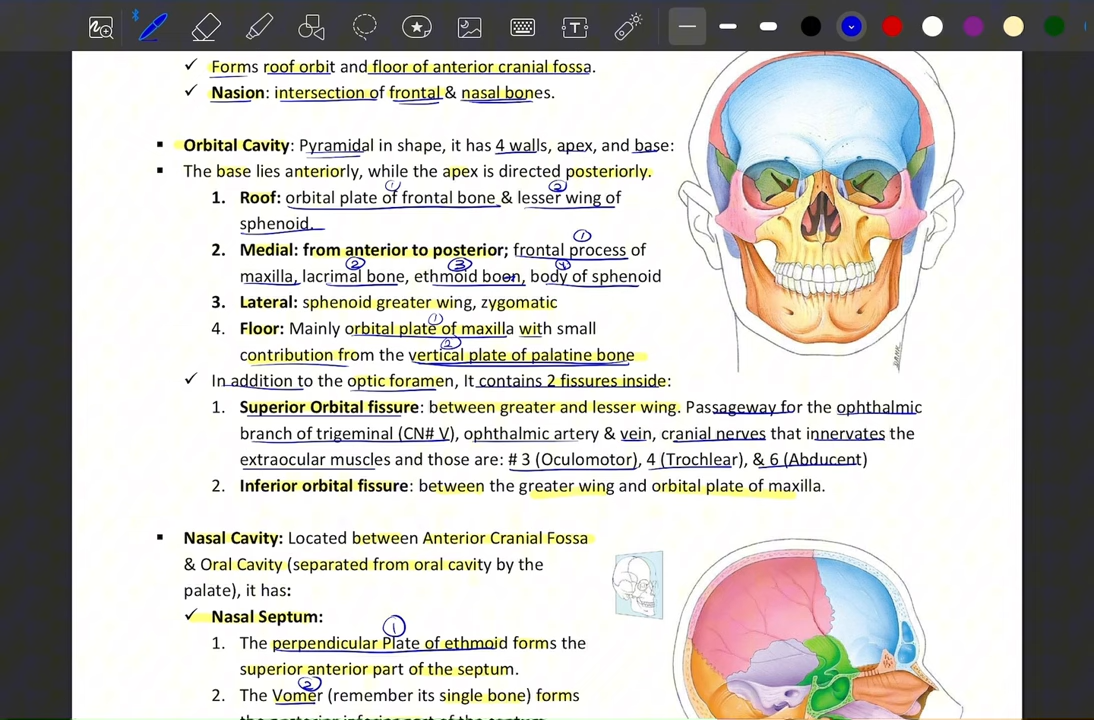 ✓ Forms roof orbit and floor of anterior cranial fossa.
✓ Nasion: intersection of frontal & nasal bones.
▪ Orbital Cavity: Pyramidal in shape, it has 4 walls, apex, and base:
▪ The base lies anteriorly, while the apex is directed posteriorly.
1. Roof: orbital plate of frontal bone & lesser wing of
sphenoid.
2. Medial: from anterior to posterior; frontal process of
maxilla, lacrimal bone, ethmoid boen, body of sphenoid
3. Lateral: sphenoid greater wing, zygomatic
4. Floor: Mainly orbital plate of maxilla with small
contribution from the vertical plate of palatine bone
✓ In addition to the optic foramen, It contains 2 fissures inside:
1. Superior Orbital fissure: between greater and lesser wing. Passageway for the ophthalmic
branch of trigeminal (CN# V), ophthalmic artery & vein, cranial nerves that innervates the
extraocular muscles and those are: # 3 (Oculomotor), 4 (Trochlear), & 6 (Abducent)
2. Inferior orbital fissure: between the greater wing and orbital plate of maxilla.
▪ Nasal Cavity: Located between Anterior Cranial Fossa
& Oral Cavity (separated from oral cavity by the
palate), it has:
✓ Nasal Septum:
1. The perpendicular Plate of ethmoid forms the
superior anterior part of the septum.
2. The Vomer (remember its single bone) forms
the posterior inferior part of the septum